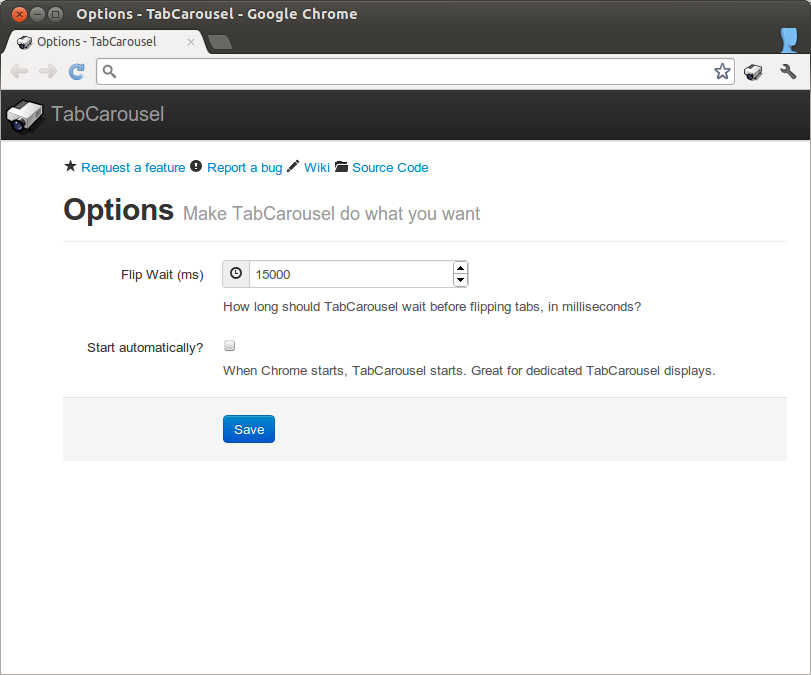 Options - TabCarousel - Google Chrome
Options - TabCarousel
TabCarousel
Request a feature Report a bug Wiki Source Code
Options Make TabCarousel do what you want
Flip Wait (ms) 15000
How long should TabCarousel wait before flipping tabs, in milliseconds?
Start automatically?
When Chrome starts, TabCarousel starts. Great for dedicated TabCarousel displays.
Save